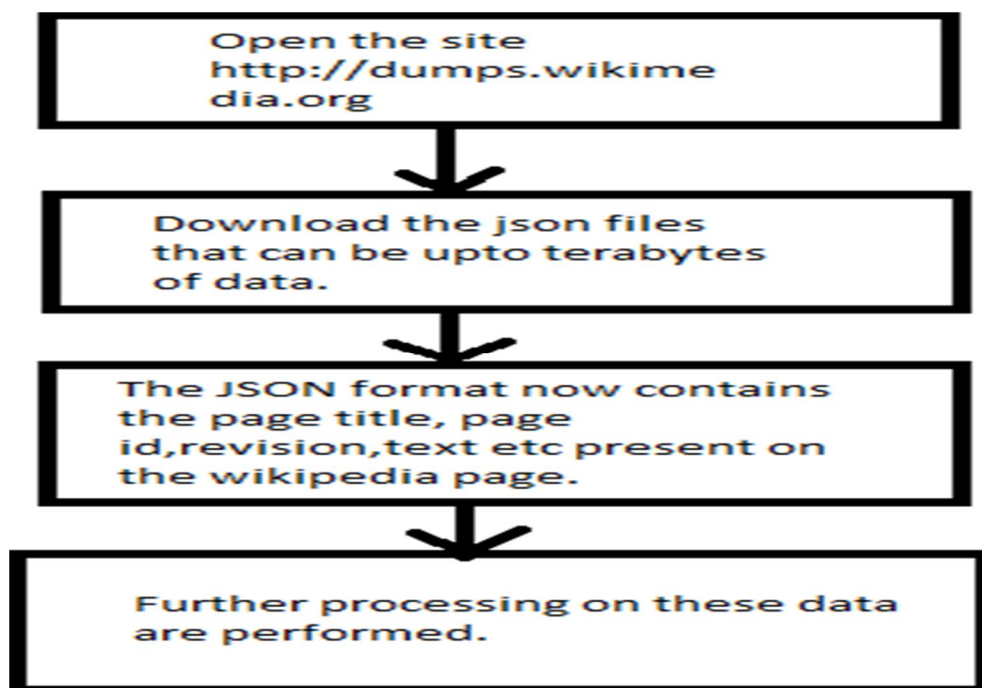 Open the site
http://dumps.wikime
dia.org
Download the json files
that can be upto terabytes
of data.
The JSON format now contains
the page title, page
id,revision,text etc present on
the wikipedia page.
Further processing on these data
are performed.